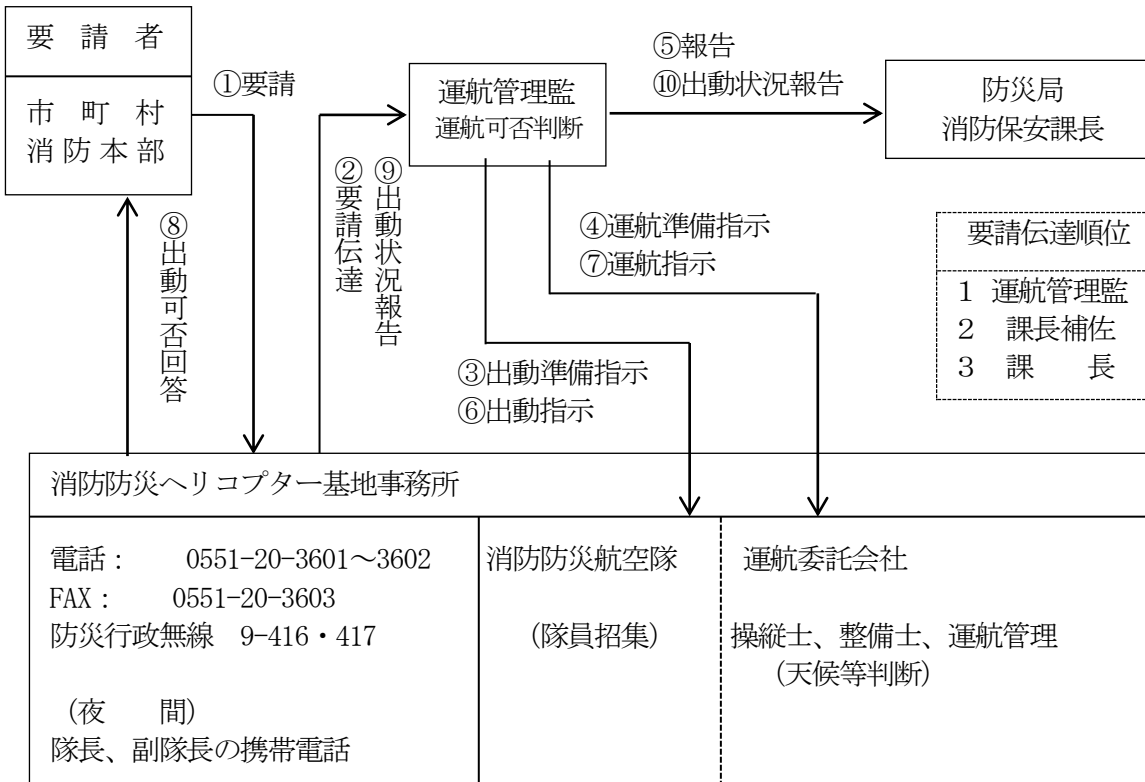 要 請 者
市 町 村
消防本部
①要請
運航管理監
運航可否判断
⑤報告
⑩出動状況報告
防災局
消防保安課長
②要請伝達
⑨出動状況報告
⑧出動可否回答
④運航準備指示
⑦運航指示
③出動準備指示
⑥出動指示
要請伝達順位
1 運航管理監
2 課長補佐
3 課 長
消防防災ヘリコプター基地事務所
電話： 0551-20-3601～3602
FAX： 0551-20-3603
防災行政無線 9-416・417
（夜 間）
隊長、副隊長の携帯電話
消防防災航空隊
（隊員招集）
運航委託会社
操縦士、整備士、運航管理
（天候等判断）